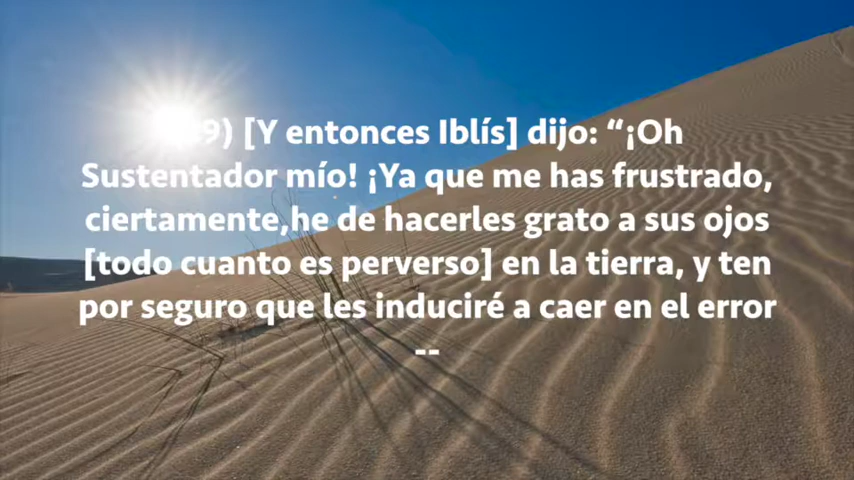 9) [Y entonces Iblís] dijo: “¡Oh
Sustentador mío! ¡Ya que me has frustrado,
ciertamente,he de hacerles grato a sus ojos
[todo cuanto es perverso] en la tierra, y ten
por seguro que les induciré a caer en el error
--